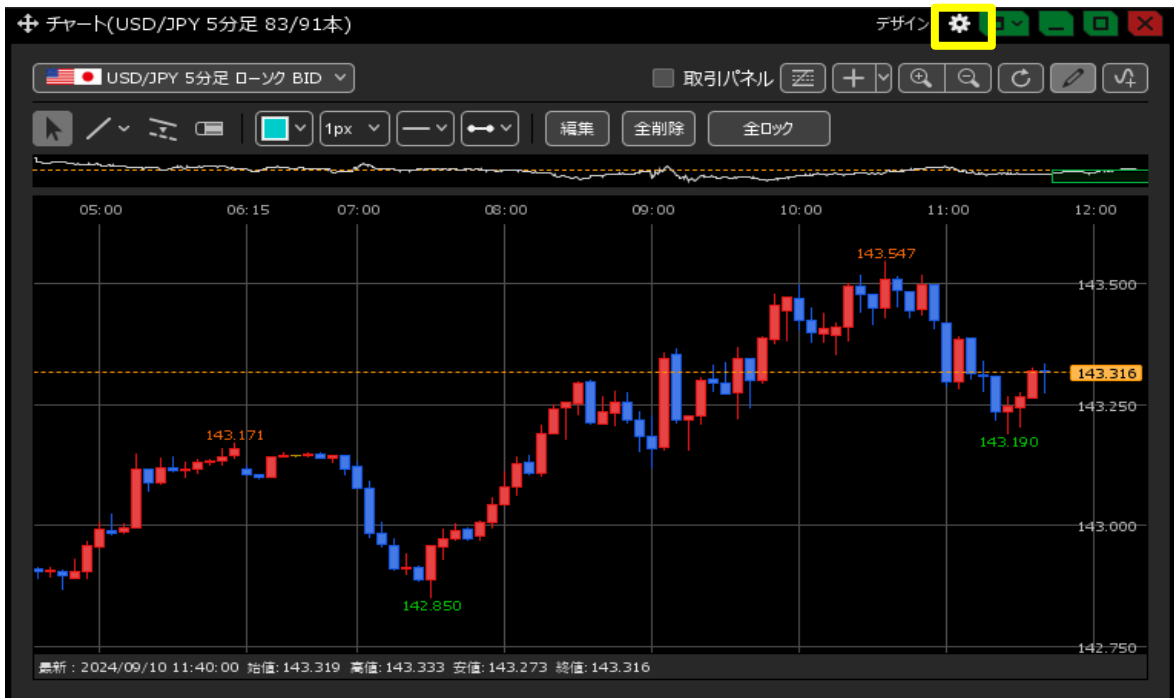 チャート(USD/JPY 5分足 83/91本)
デザイン
USD/JPY 5分足 ローソク BID
取引パネル
1px
編集
全削除
全ロック
05:00 06:15 07:00 08:00 09:00 10:00 11:00 12:00
143.547
143.500
143.316
143.250
143.171
143.190
143.000
142.850
142.750
最新：2024/09/10 11:40:00 始値:143.319 高値:143.333 安値:143.273 終値:143.316